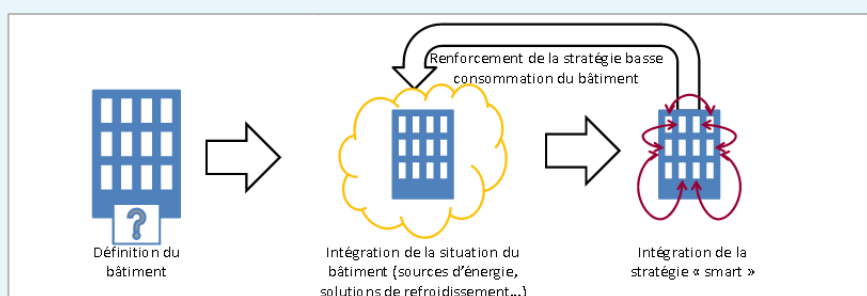 Renforcement de la stratégie basse
consommation du bâtiment
?
Définition du
bâtiment
Intégration de la situation du
bâtiment (sources d'énergie,
solutions de refroidissement...)
Intégration de la
stratégie « smart »